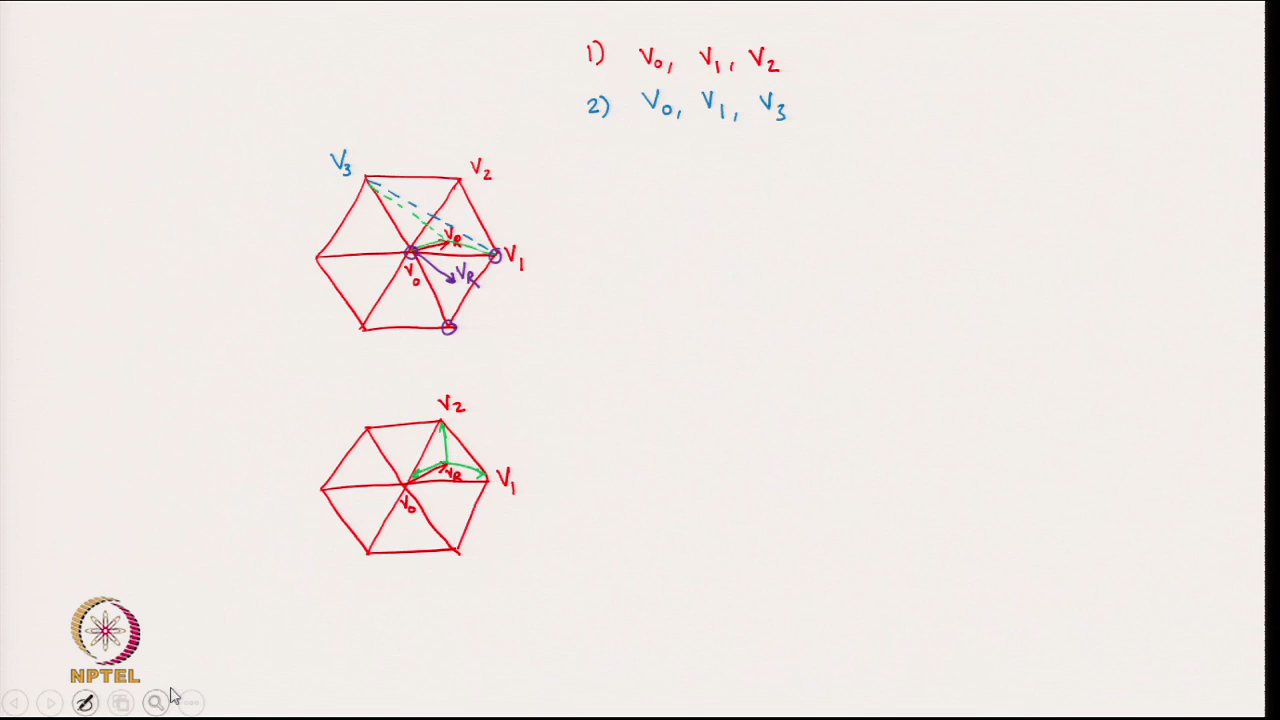 1) V0, V1, V2
2) V0, V1, V3
V3
V2
VR
V1
V0
VR
V2
VR
V1
V0
NPTEL